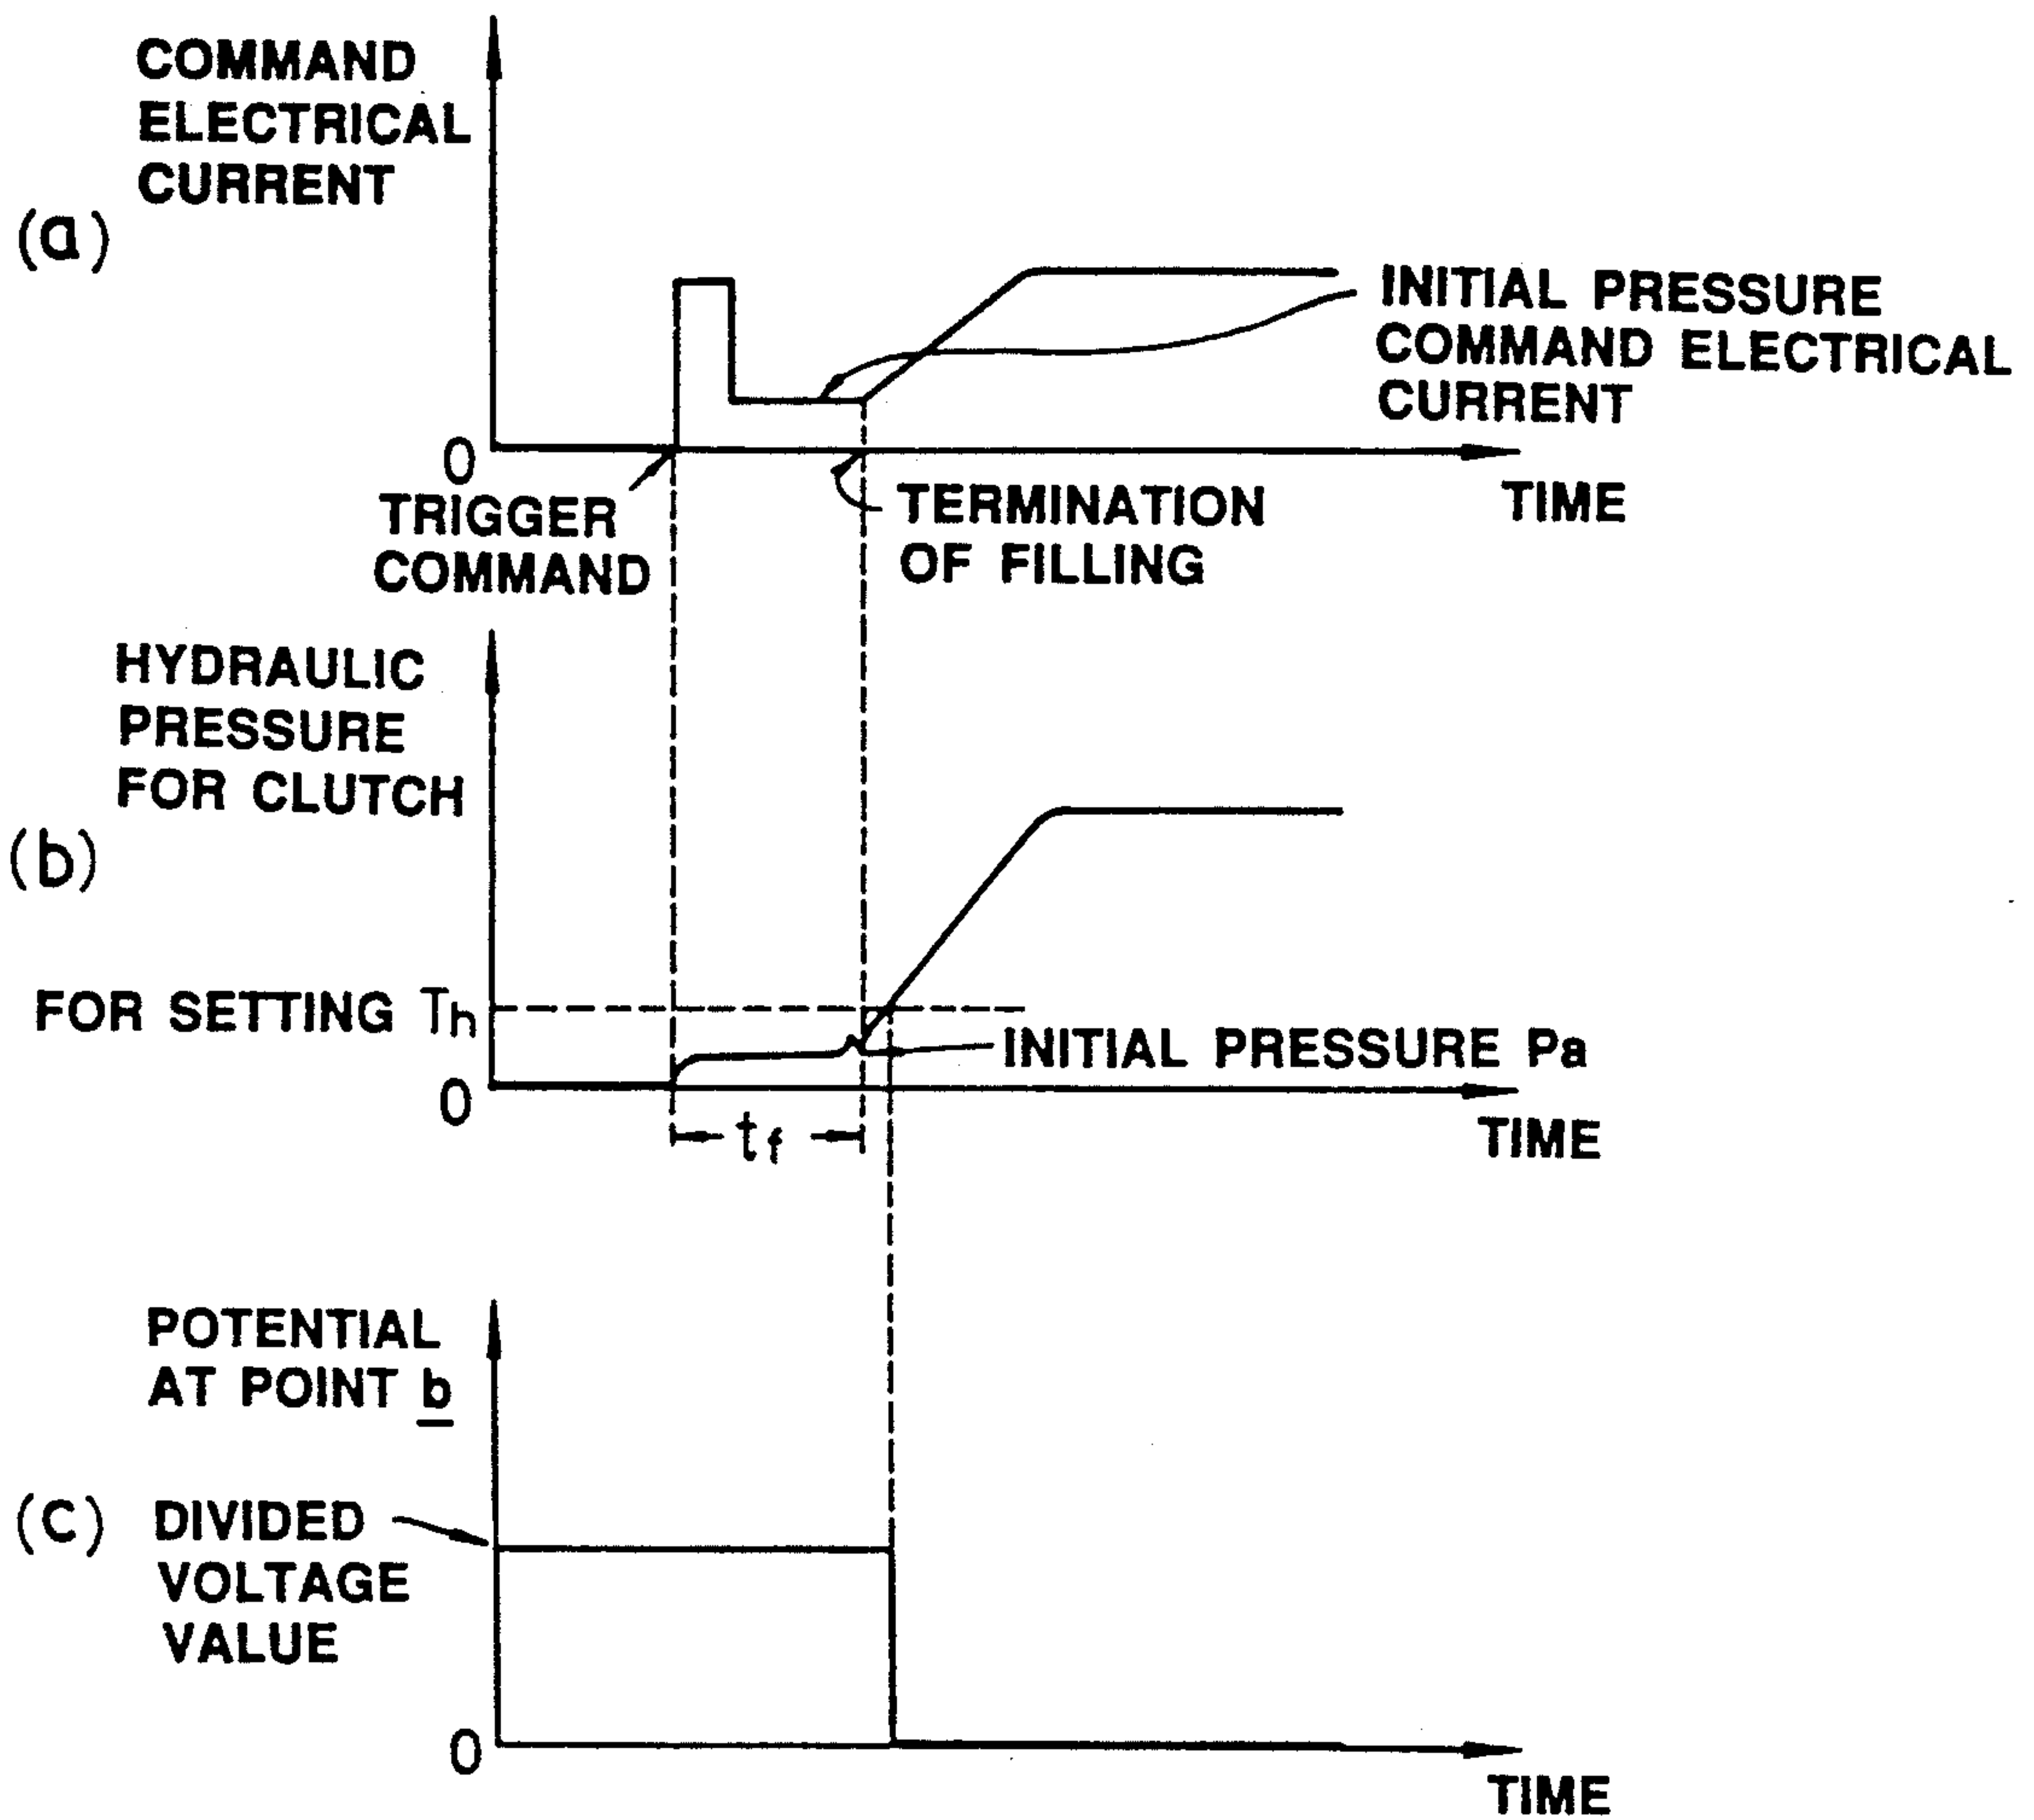 (a)
COMMAND
ELECTRICAL
CURRENT
INITIAL PRESSURE
COMMAND ELECTRICAL
CURRENT
0
TRIGGER
COMMAND
TERMINATION
OF FILLING
TIME
(b)
HYDRAULIC
PRESSURE
FOR CLUTCH
FOR SETTING Th
INITIAL PRESSURE Pa
0
tf
TIME
POTENTIAL
AT POINT b
(c)
DIVIDED
VOLTAGE
VALUE
0
TIME